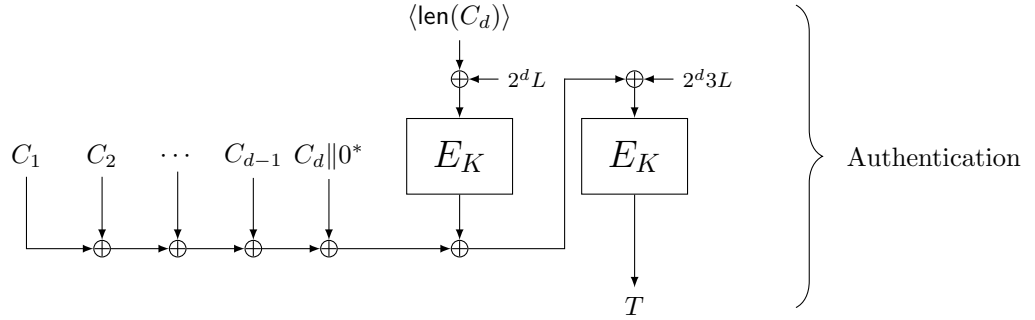 ⟨len(C_d)⟩
2^d L
2^d 3L
E_K
E_K
C_1
C_2
⋯
C_{d−1}
C_d‖0*
Authentication
T